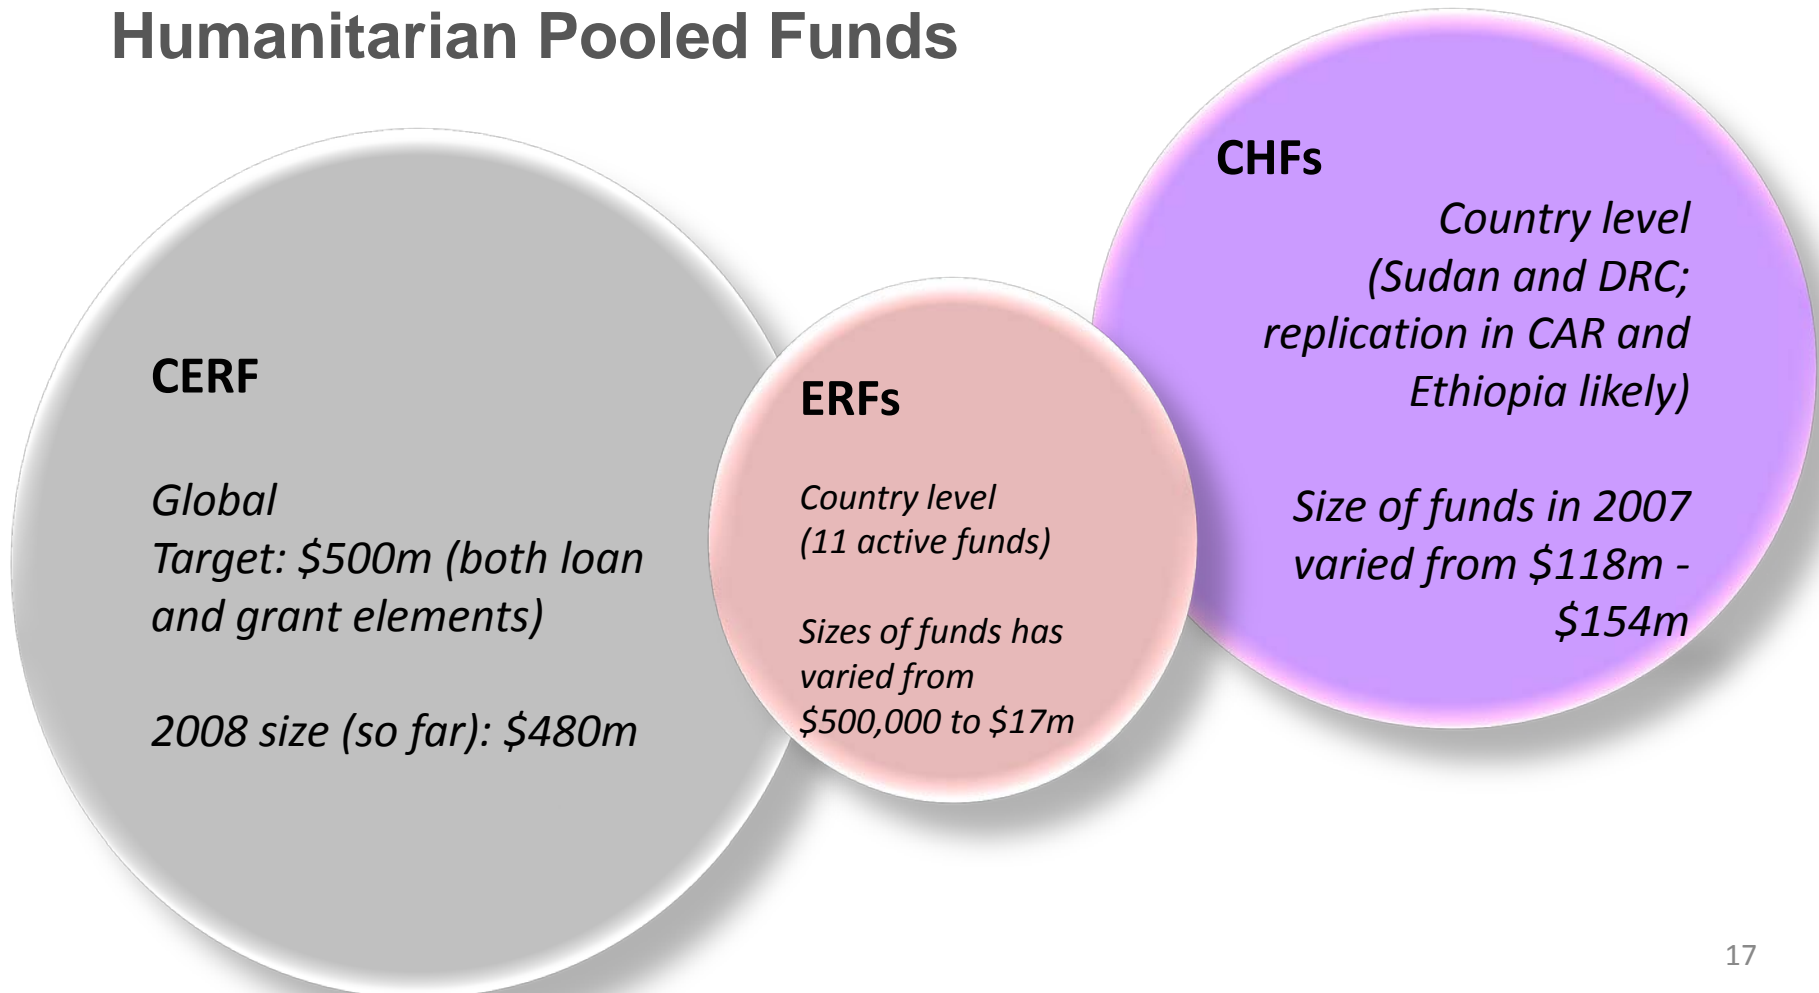 Humanitarian Pooled Funds
CERF
Global
Target: $500m (both loan
and grant elements)
2008 size (so far): $480m
ERFs
Country level
(11 active funds)
Sizes of funds has
varied from
$500,000 to $17m
CHFs
Country level
(Sudan and DRC;
replication in CAR and
Ethiopia likely)
Size of funds in 2007
varied from $118m -
$154m
17